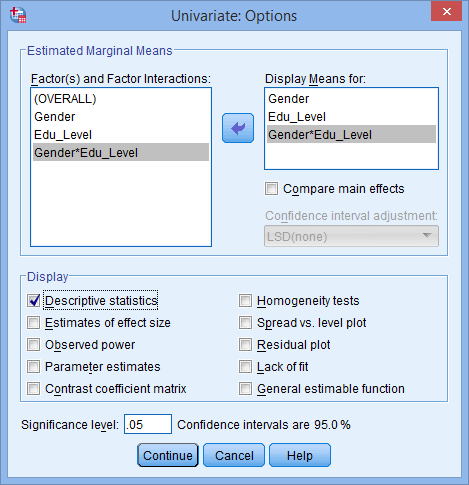 Univariate: Options
Estimated Marginal Means
Factor(s) and Factor Interactions:
(OVERALL)
Gender
Edu_Level
Gender*Edu_Level
Display Means for:
Gender
Edu_Level
Gender*Edu_Level
Compare main effects
Confidence interval adjustment:
LSD(none)
Display
Descriptive statistics
Homogeneity tests
Estimates of effect size
Spread vs. level plot
Observed power
Residual plot
Parameter estimates
Lack of fit
Contrast coefficient matrix
General estimable function
Significance level: .05 Confidence intervals are 95.0 %
Continue Cancel Help